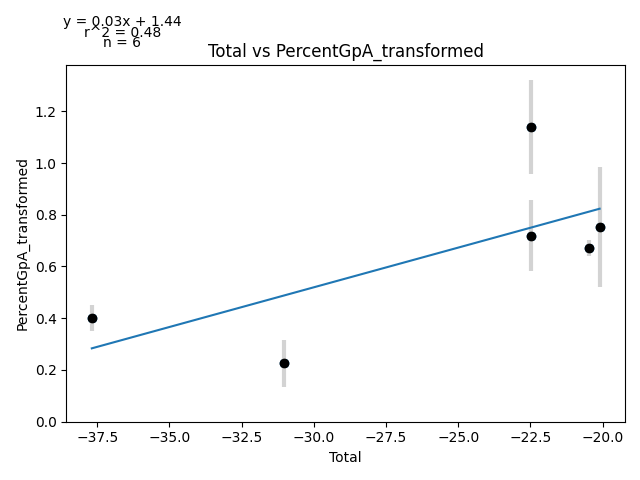 y = 0.03x + 1.44
r^2 = 0.48
n = 6
Total vs PercentGpA_transformed
PercentGpA_transformed
1.2
1.0
0.8
0.6
0.4
0.2
0.0
−37.5 −35.0 −32.5 −30.0 −27.5 −25.0 −22.5 −20.0
Total